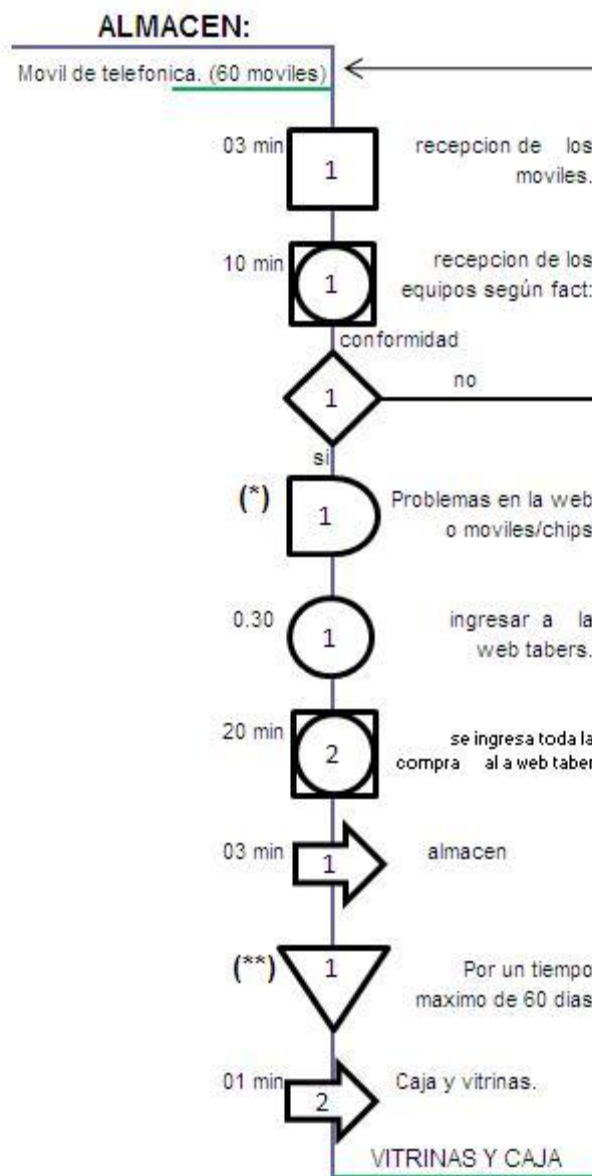 ALMACEN:
Movil de telefonica. (60 moviles)
03 min
1
recepcion de los
moviles.
10 min
1
recepcion de los
equipos según fact:
conformidad
1
no
si
(*)
1
Problemas en la web
o moviles/chips
0.30
1
ingresar a la
web tabers.
20 min
2
se ingresa toda la
compra al a web taber
03 min
1
almacen
(**)
1
Por un tiempo
maximo de 60 dias
01 min
2
Caja y vitrinas.
VITRINAS Y CAJA